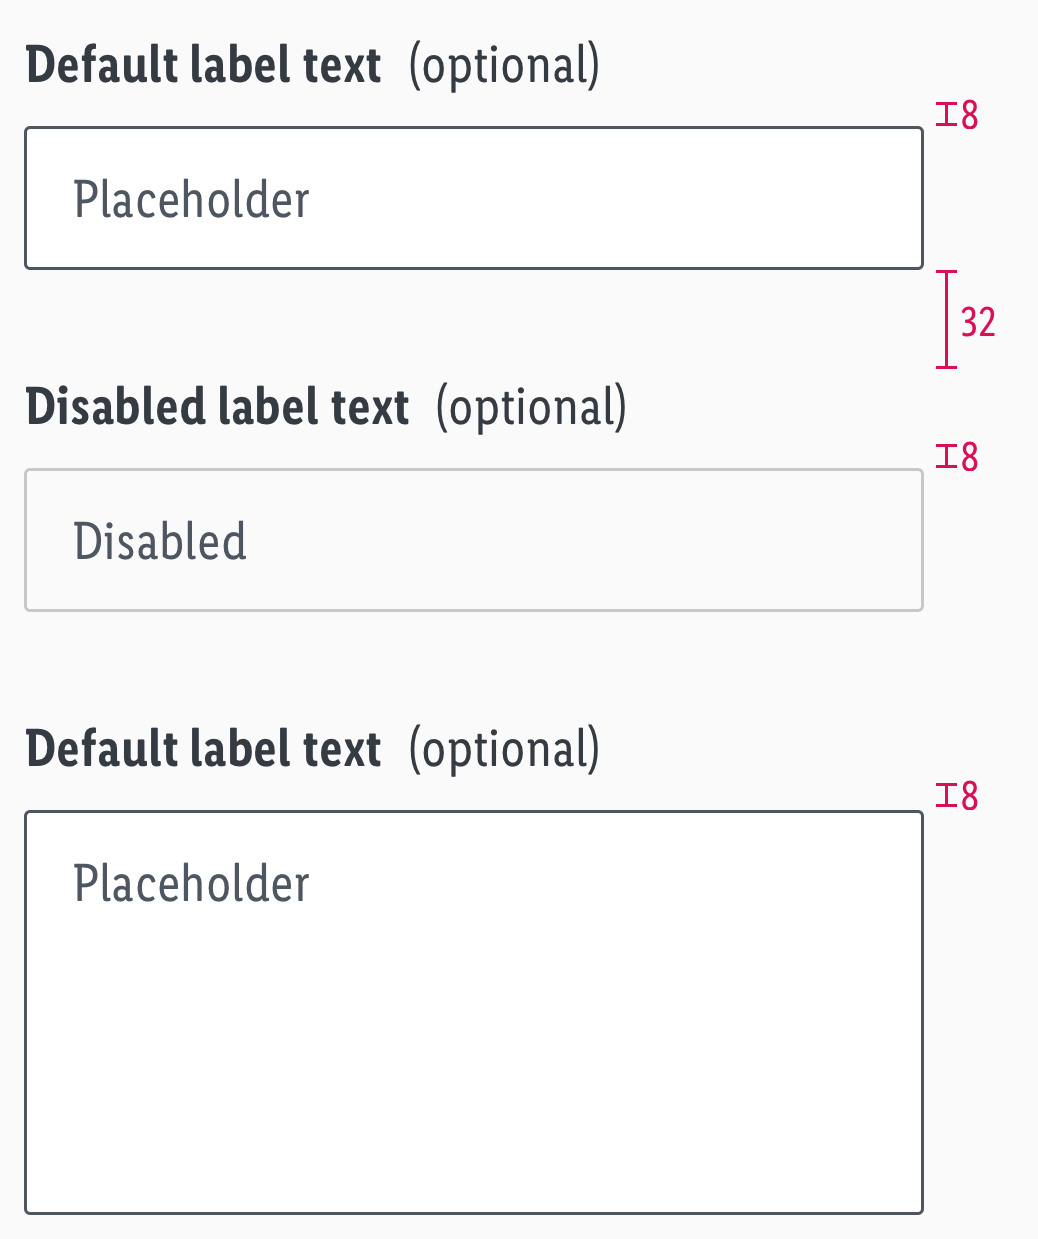 Default label text (optional)
8
Placeholder
32
Disabled label text (optional)
8
Disabled
Default label text (optional)
8
Placeholder